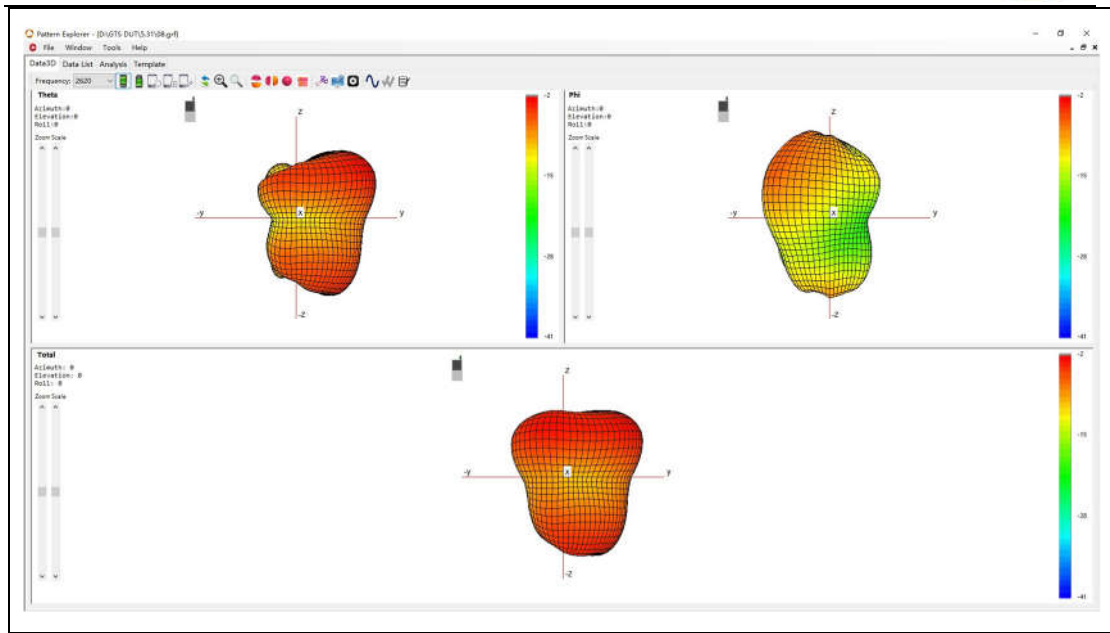 Pattern Explorer - [D:\GTS DUT\5.31\08.grf]
File Window Tools Help
Data3D Data List Analysis Template
Frequency: 2620
Theta
Azimuth:0
Elevation:0
Roll:0
Zoom Scale
z
-y
x
y
-z
-2
-15
-28
-41
Phi
Azimuth:0
Elevation:0
Roll:0
Zoom Scale
z
-y
x
y
-z
-2
-15
-28
-41
Total
Azimuth: 0
Elevation: 0
Roll: 0
Zoom Scale
z
-y
x
y
-z
-2
-15
-28
-41